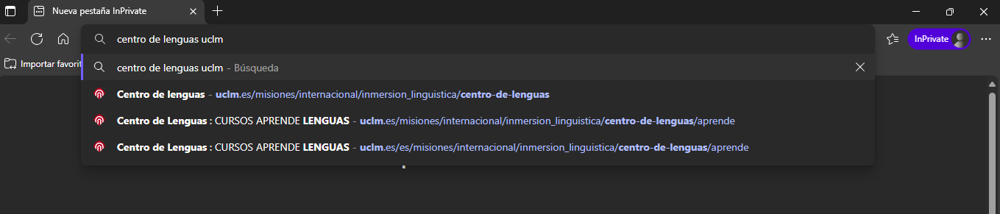 Nueva pestaña InPrivate
centro de lenguas uclm
InPrivate
Importar favorit
centro de lenguas uclm - Búsqueda
Centro de lenguas - uclm.es/misiones/internacional/inmersion_linguistica/centro-de-lenguas
Centro de Lenguas : CURSOS APRENDE LENGUAS - uclm.es/misiones/internacional/inmersion_linguistica/centro-de-lenguas/aprende
Centro de Lenguas : CURSOS APRENDE LENGUAS - uclm.es/es/misiones/internacional/inmersion_linguistica/centro-de-lenguas/aprende